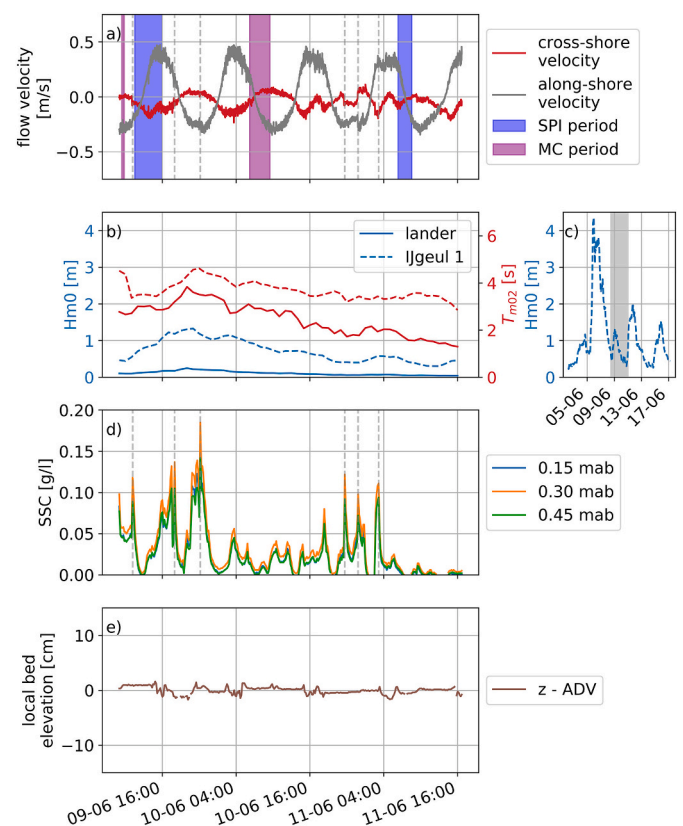 a)
0.5
0.0
−0.5
flow velocity
[m/s]
cross-shore
velocity
along-shore
velocity
SPI period
MC period
b)
4
3
2
1
0
Hm0 [m]
lander
IJgeul 1
6
4
2
0
T_m02 [s]
c)
4
3
2
1
0
Hm0 [m]
05-06
09-06
13-06
17-06
d)
0.20
0.15
0.10
0.05
0.00
SSC [g/l]
0.15 mab
0.30 mab
0.45 mab
e)
10
0
−10
local bed
elevation [cm]
z - ADV
09-06 16:00
10-06 04:00
10-06 16:00
11-06 04:00
11-06 16:00